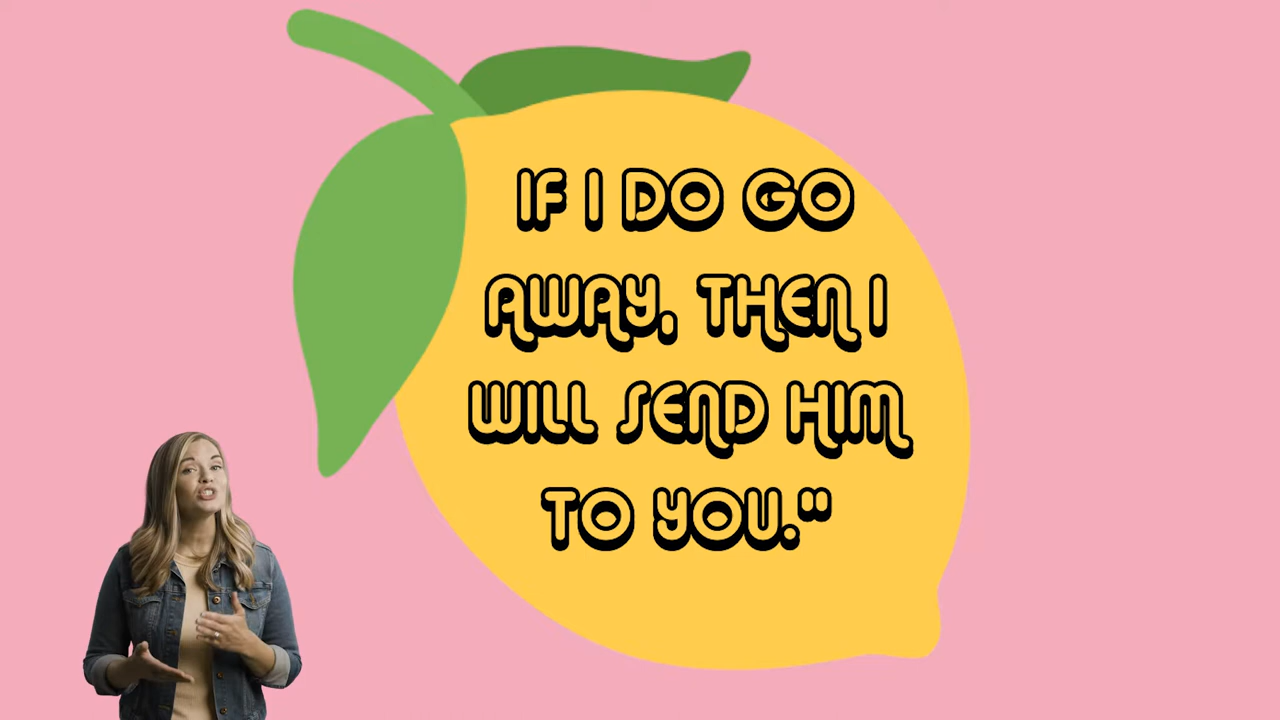 IF I DO GO
AWAY, THEN I
WILL SEND HIM
TO YOU."